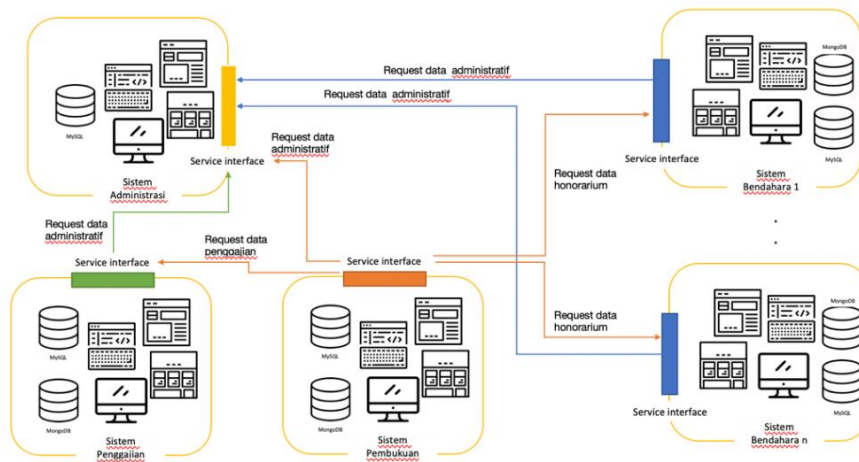 MySQL
Service interface
Sistem
Administrasi
Request data administratif
Request data administratif
Request data
administratif
MongoDB
MySQL
Service interface
Sistem
Bendahara 1
Request data
honorarium
.
.
Request data
administratif
Request data
penggajian
Service interface
Service interface
MySQL
MongoDB
Sistem
Penggajian
MySQL
MongoDB
Sistem
Pembukuan
Request data
honorarium
MongoDB
MySQL
Service interface
Sistem
Bendahara n